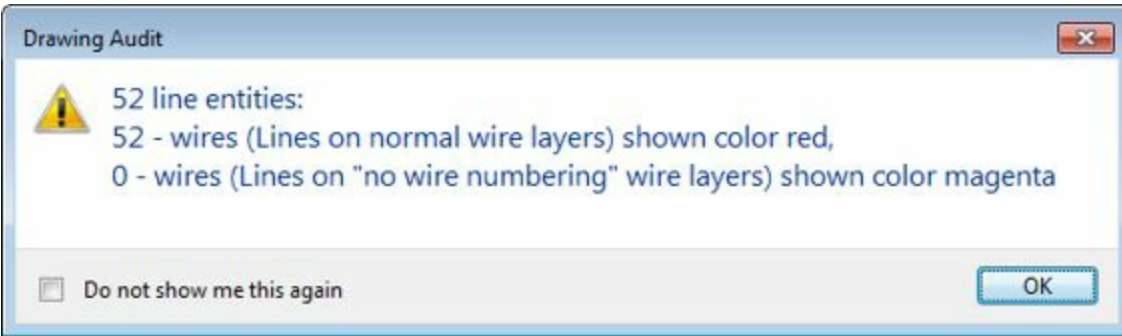 Drawing Audit
52 line entities:
52 - wires (Lines on normal wire layers) shown color red,
0 - wires (Lines on "no wire numbering" wire layers) shown color magenta
Do not show me this again
OK